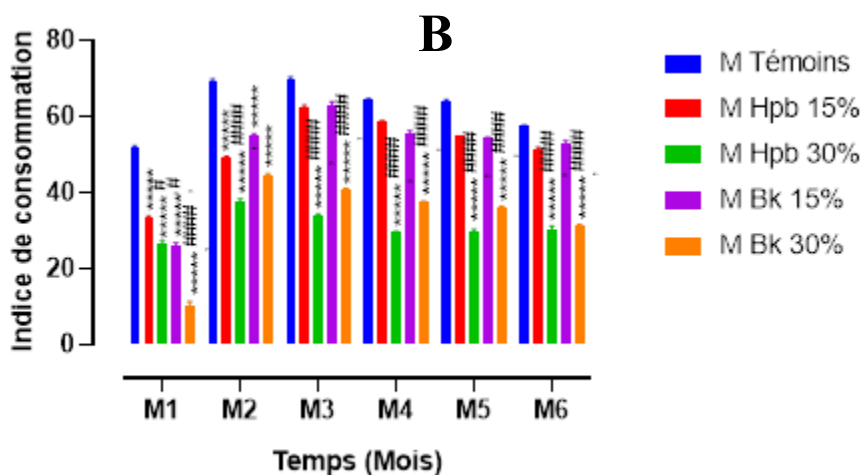 B
80
60
40
20
0
Indice de consommation
M1 M2 M3 M4 M5 M6
Temps (Mois)
M Témoins
M Hpb 15%
M Hpb 30%
M Bk 15%
M Bk 30%